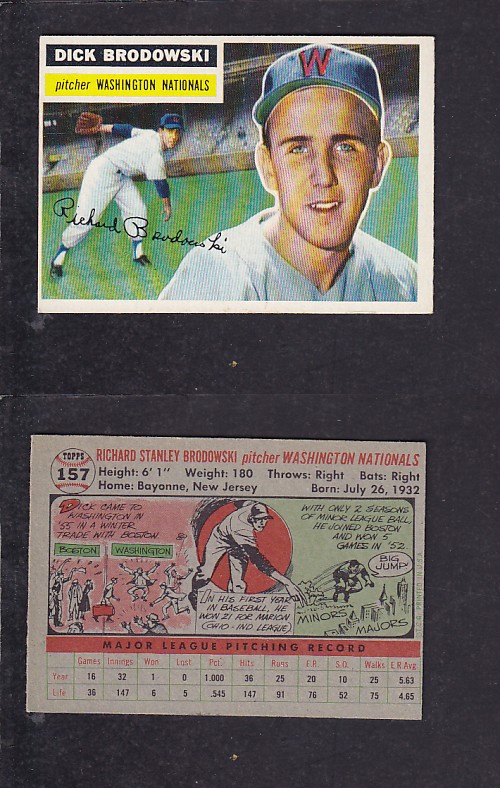 DICK BRODOWSKI
pitcher WASHINGTON NATIONALS
W
Richard Brodowski
TOPPS
157
RICHARD STANLEY BRODOWSKI pitcher WASHINGTON NATIONALS
Height: 6' 1" Weight: 180 Throws: Right Bats: Right
Home: Bayonne, New Jersey Born: July 26, 1932
DICK CAME TO
WASHINGTON IN
'55 IN A WINTER
TRADE WITH BOSTON
BOSTON
WASHINGTON
IN HIS FIRST YEAR
IN BASEBALL, HE
WON 21 FOR MARION
(OHIO-IND LEAGUE)
WITH ONLY 2 SEASONS
OF MINOR LEAGUE BALL,
HE JOINED BOSTON
AND WON 5
GAMES IN '52.
BIG
JUMP!
MINORS
MAJORS
MAJOR LEAGUE PITCHING RECORD
Games Innings Won Lost Pct. Hits Runs E.R. S.O. Walks E.R.Avg.
Year 16 32 1 0 1.000 36 25 20 10 25 5.63
Life 36 147 6 5 .545 147 91 76 52 75 4.65